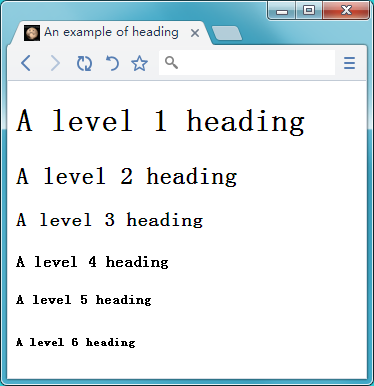 An example of heading
A level 1 heading
A level 2 heading
A level 3 heading
A level 4 heading
A level 5 heading
A level 6 heading